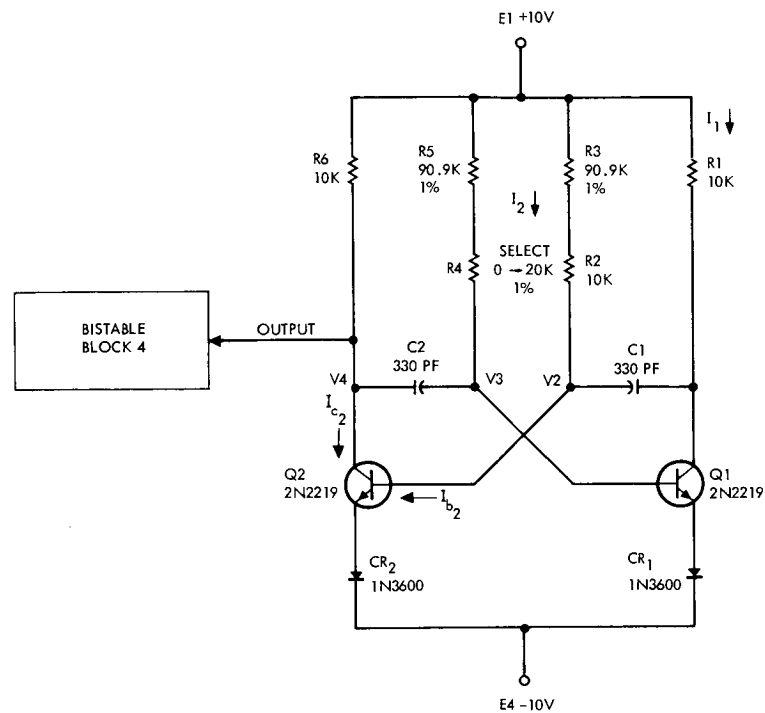 E1 +10V
I1
R6
10K
R5
90.9K
1%
R3
90.9K
1%
R1
10K
I2
SELECT
0 → 20K
1%
R4
R2
10K
BISTABLE
BLOCK 4
OUTPUT
C2
330 PF
C1
330 PF
V4
V3
V2
Ic2
Q2
2N2219
Ib2
Q1
2N2219
CR2
1N3600
CR1
1N3600
E4 -10V